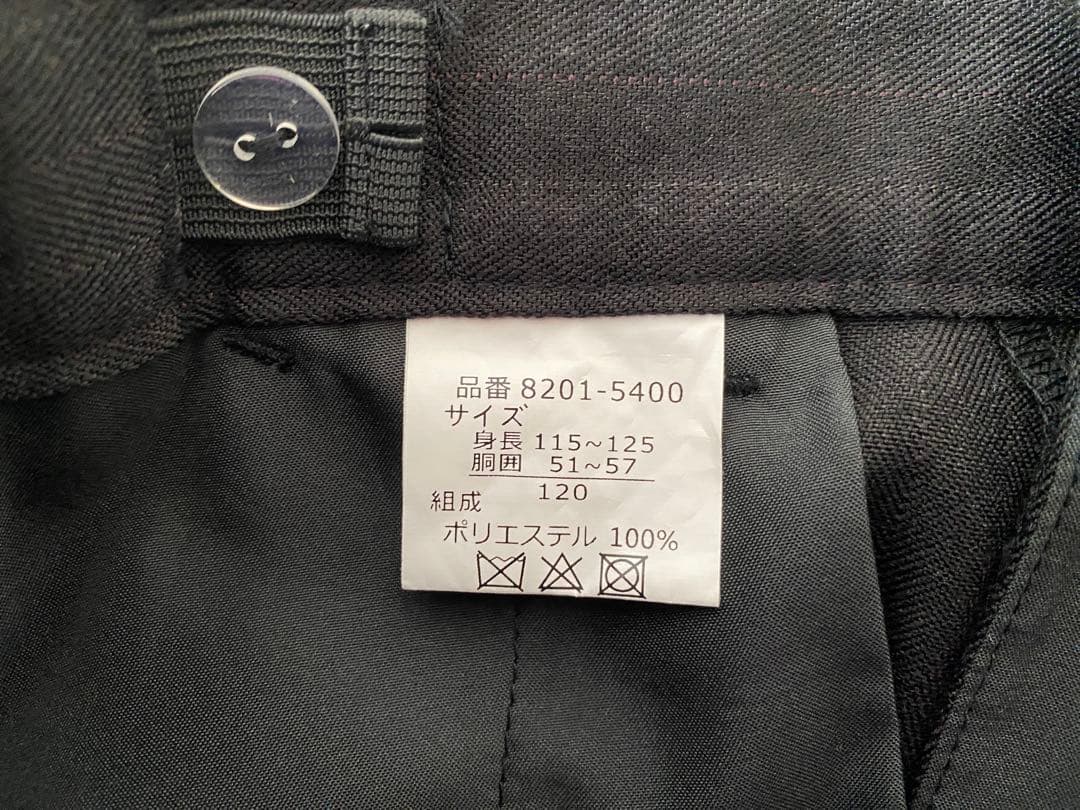 品番 8201-5400
サイズ
身長 115~125
胴囲 51~57
120
組成
ポリエステル 100%